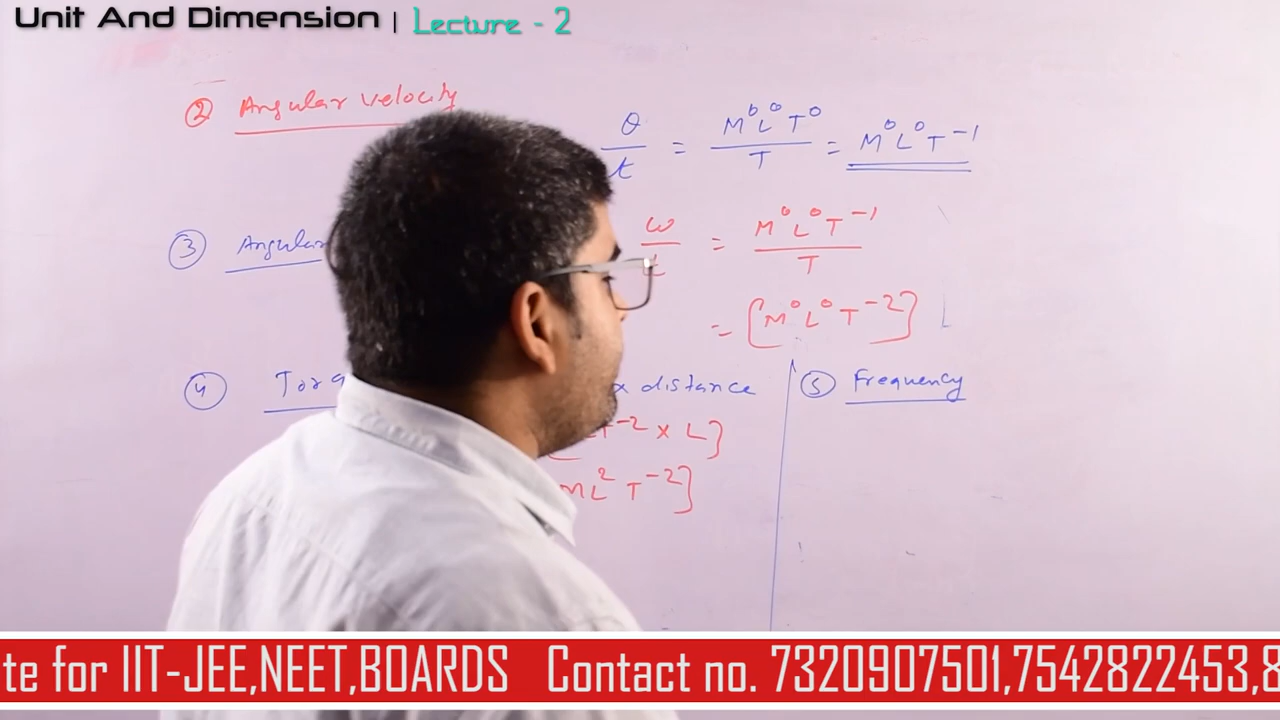 Unit And Dimension | Lecture - 2
② Angular velocity
θ/t = M⁰L⁰T⁰/T = M⁰L⁰T⁻¹
③ Angular
ω/t = M⁰L⁰T⁻¹/T
= [M⁰L⁰T⁻²]
④ Torq x distance
T⁻² x L]
ML² T⁻²]
⑤ Frequency
te for IIT-JEE,NEET,BOARDS Contact no. 7320907501,7542822453,8